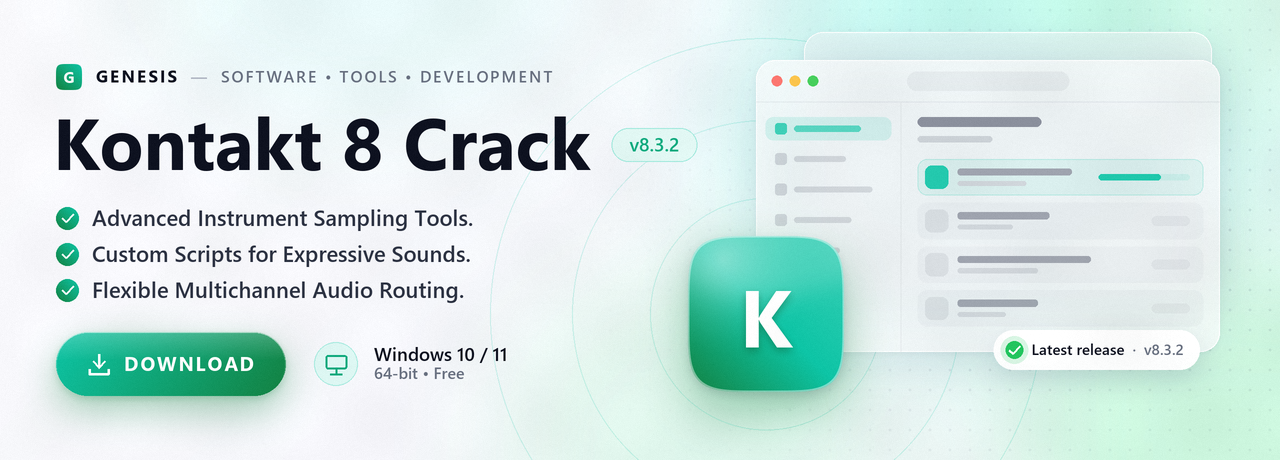 G GENESIS — SOFTWARE • TOOLS • DEVELOPMENT
Kontakt 8 Crack v8.3.2
Advanced Instrument Sampling Tools.
Custom Scripts for Expressive Sounds.
Flexible Multichannel Audio Routing.
DOWNLOAD
Windows 10 / 11
64-bit • Free
K
Latest release · v8.3.2